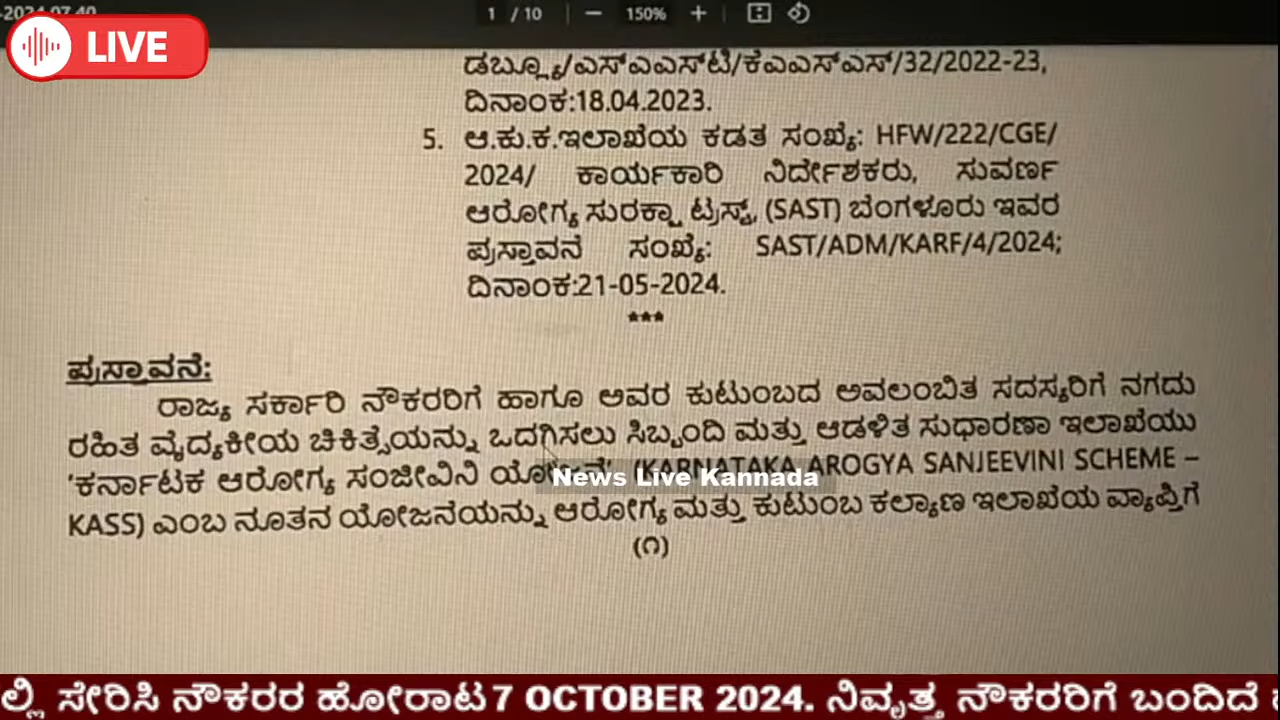 -2024 07 40
1 / 10 150%
LIVE
ಡಬ್ಲ್ಯೂ/ಎಸ್ಎಎಸ್‌ಟಿ/ಕೆಎಎಸ್ಎಸ್/32/2022-23,
ದಿನಾಂಕ:18.04.2023.
5. ಆ.ಕು.ಕ.ಇಲಾಖೆಯ ಕಡತ ಸಂಖ್ಯೆ: HFW/222/CGE/
2024/ ಕಾರ್ಯಕಾರಿ ನಿರ್ದೇಶಕರು, ಸುವರ್ಣ
ಆರೋಗ್ಯ ಸುರಕ್ಷಾ ಟ್ರಸ್ಟ್, (SAST) ಬೆಂಗಳೂರು ಇವರ
ಪ್ರಸ್ತಾವನೆ ಸಂಖ್ಯೆ: SAST/ADM/KARF/4/2024;
ದಿನಾಂಕ:21-05-2024.
***
ಪ್ರಸ್ತಾವನೆ:
ರಾಜ್ಯ ಸರ್ಕಾರಿ ನೌಕರರಿಗೆ ಹಾಗೂ ಅವರ ಕುಟುಂಬದ ಅವಲಂಬಿತ ಸದಸ್ಯರಿಗೆ ನಗದು
ರಹಿತ ವೈದ್ಯಕೀಯ ಚಿಕಿತ್ಸೆಯನ್ನು ಒದಗಿಸಲು ಸಿಬ್ಬಂದಿ ಮತ್ತು ಆಡಳಿತ ಸುಧಾರಣಾ ಇಲಾಖೆಯು
'ಕರ್ನಾಟಕ ಆರೋಗ್ಯ ಸಂಜೀವಿನಿ ಯೋಜನೆ' (KARNATAKA AROGYA SANJEEVINI SCHEME –
News Live Kannada
KASS) ಎಂಬ ನೂತನ ಯೋಜನೆಯನ್ನು ಆರೋಗ್ಯ ಮತ್ತು ಕುಟುಂಬ ಕಲ್ಯಾಣ ಇಲಾಖೆಯ ವ್ಯಾಪ್ತಿಗೆ
(೧)
ಲ್ಲಿ ಸೇರಿಸಿ ನೌಕರರ ಹೋರಾಟ 7 OCTOBER 2024. ನಿವೃತ್ತ ನೌಕರರಿಗೆ ಬಂದಿದೆ